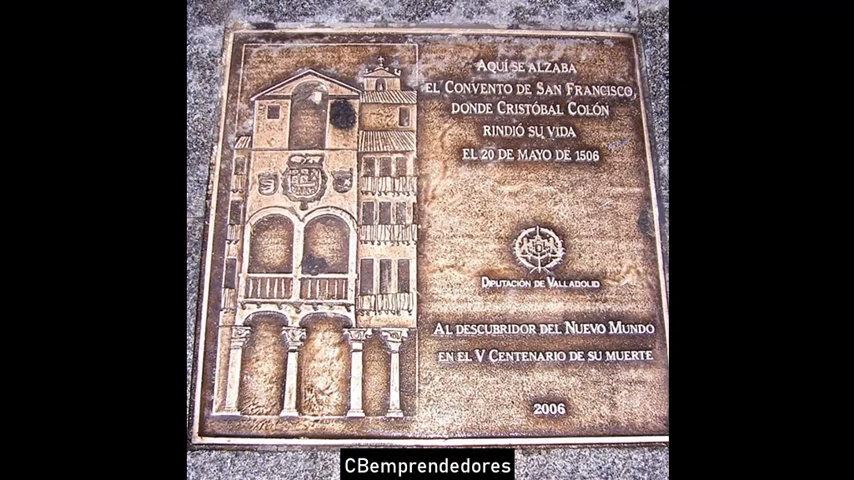 AQUÍ SE ALZABA
EL CONVENTO DE SAN FRANCISCO,
DONDE CRISTÓBAL COLÓN
RINDIÓ SU VIDA
EL 20 DE MAYO DE 1506
DIPUTACIÓN DE VALLADOLID
AL DESCUBRIDOR DEL NUEVO MUNDO
EN EL V CENTENARIO DE SU MUERTE
2006
CBemprendedores